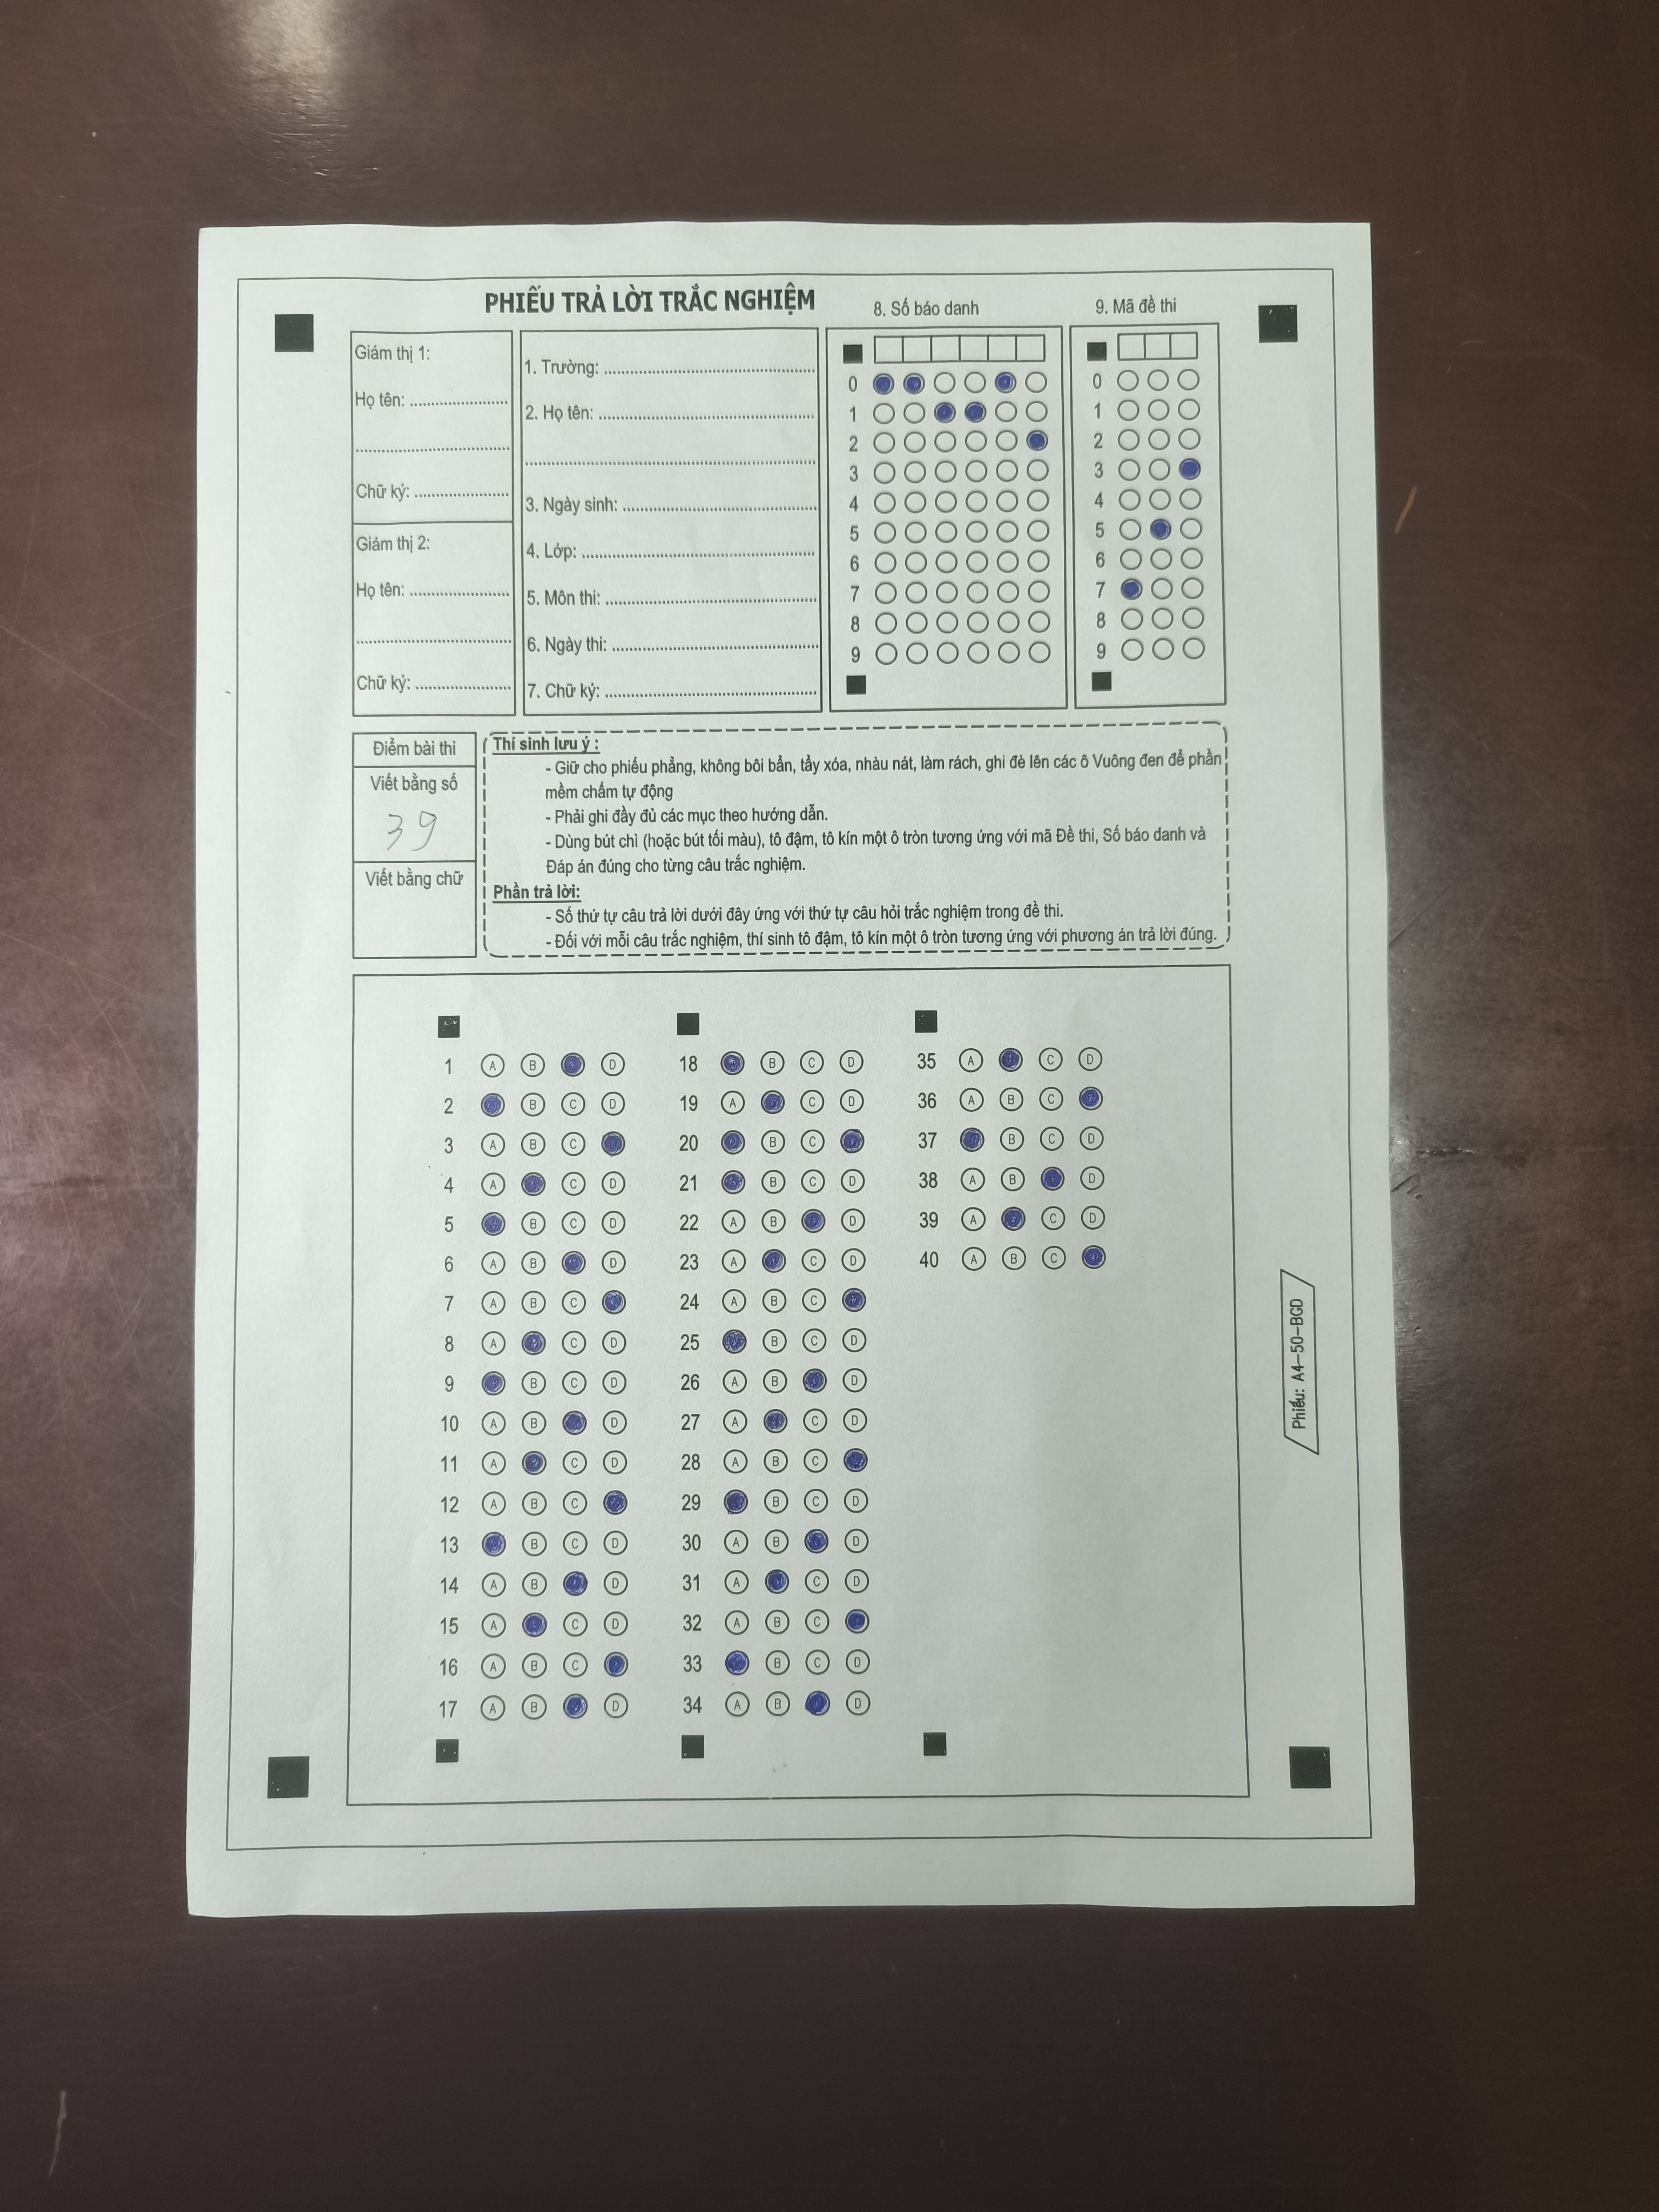 PHIẾU TRẢ LỜI TRẮC NGHIỆM
8. Số báo danh
9. Mã đề thi
Giám thị 1:
Họ tên: ........................
........................................
Chữ ký: ........................
Giám thị 2:
Họ tên: ........................
........................................
Chữ ký: ........................
1. Trường: ........................
2. Họ tên: ........................
........................................
3. Ngày sinh: ........................
4. Lớp: ........................
5. Môn thi: ........................
6. Ngày thi: ........................
7. Chữ ký: ........................
0
1
2
3
4
5
6
7
8
9
0
1
2
3
4
5
6
7
8
9
Điểm bài thi
Viết bằng số
39
Viết bằng chữ
Thí sinh lưu ý :
- Giữ cho phiếu phẳng, không bôi bẩn, tẩy xóa, nhàu nát, làm rách, ghi đè lên các ô Vuông đen để phần
mềm chấm tự động
- Phải ghi đầy đủ các mục theo hướng dẫn.
- Dùng bút chì (hoặc bút tối màu), tô đậm, tô kín một ô tròn tương ứng với mã Đề thi, Số báo danh và
Đáp án đúng cho từng câu trắc nghiệm.
Phần trả lời:
- Số thứ tự câu trả lời dưới đây ứng với thứ tự câu hỏi trắc nghiệm trong đề thi.
- Đối với mỗi câu trắc nghiệm, thí sinh tô đậm, tô kín một ô tròn tương ứng với phương án trả lời đúng.
1 A B D
2 B C D
3 A B C
4 A C D
5 B C D
6 A B D
7 A B C
8 A C D
9 B C D
10 A B D
11 A C D
12 A B C
13 B C D
14 A B D
15 A C D
16 A B C
17 A B D
18 B C D
19 A C D
20 B C
21 B C D
22 A B D
23 A C D
24 A B C
25 B C D
26 A B D
27 A C D
28 A B C
29 B C D
30 A B D
31 A C D
32 A B C
33 B C D
34 A B D
35 A C D
36 A B C
37 B C D
38 A B D
39 A C D
40 A B C
Phiếu: A4-50-BGD